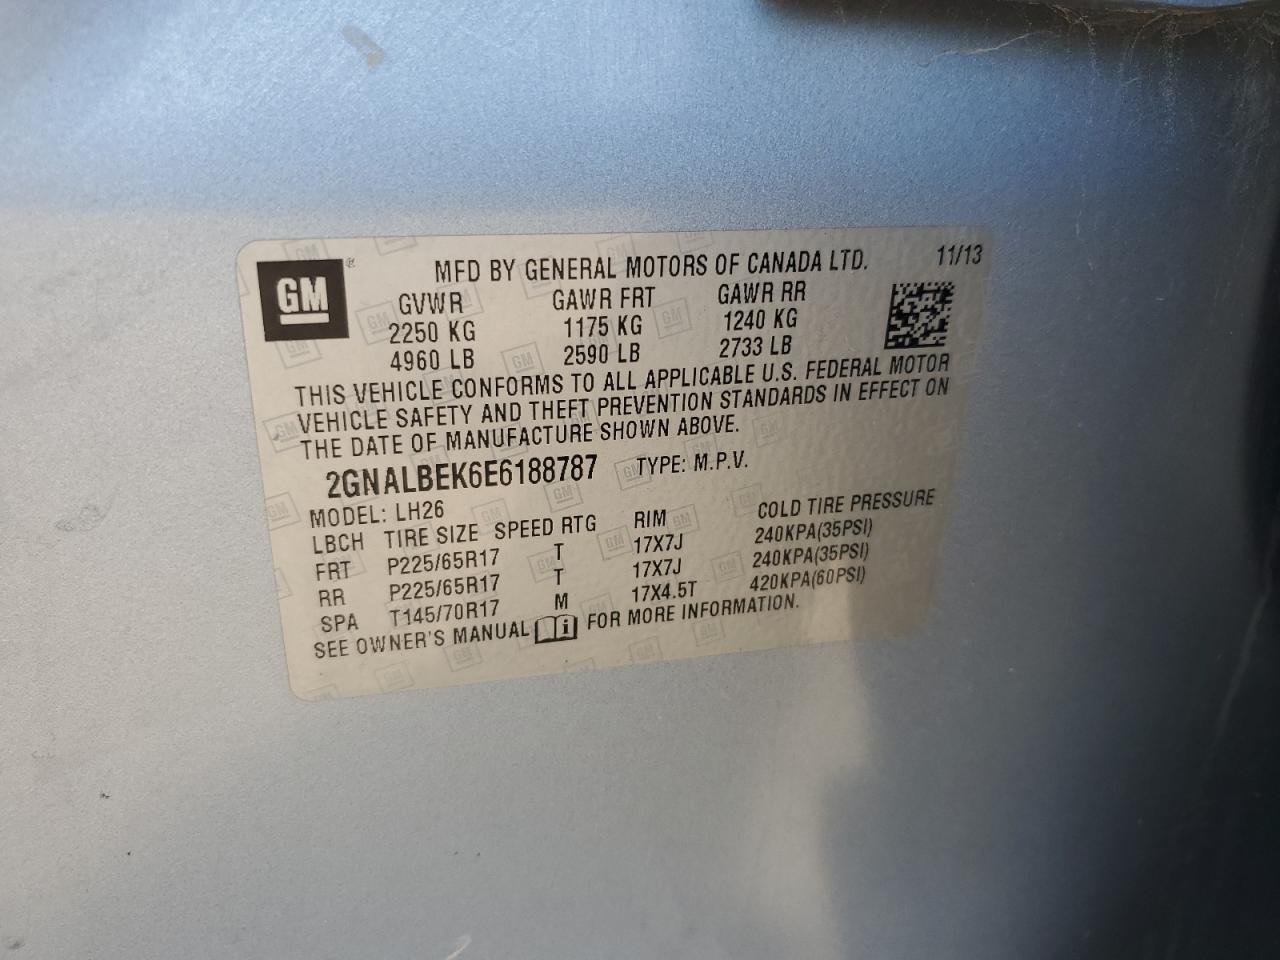 GM®
MFD BY GENERAL MOTORS OF CANADA LTD. 11/13
GVWR GAWR FRT GAWR RR
2250 KG 1175 KG 1240 KG
4960 LB 2590 LB 2733 LB
THIS VEHICLE CONFORMS TO ALL APPLICABLE U.S. FEDERAL MOTOR
VEHICLE SAFETY AND THEFT PREVENTION STANDARDS IN EFFECT ON
THE DATE OF MANUFACTURE SHOWN ABOVE.
2GNALBEK6E6188787 TYPE: M.P.V.
MODEL: LH26
LBCH TIRE SIZE SPEED RTG RIM COLD TIRE PRESSURE
FRT P225/65R17 T 17X7J 240KPA(35PSI)
RR P225/65R17 T 17X7J 240KPA(35PSI)
SPA T145/70R17 M 17X4.5T 420KPA(60PSI)
SEE OWNER'S MANUAL i FOR MORE INFORMATION.